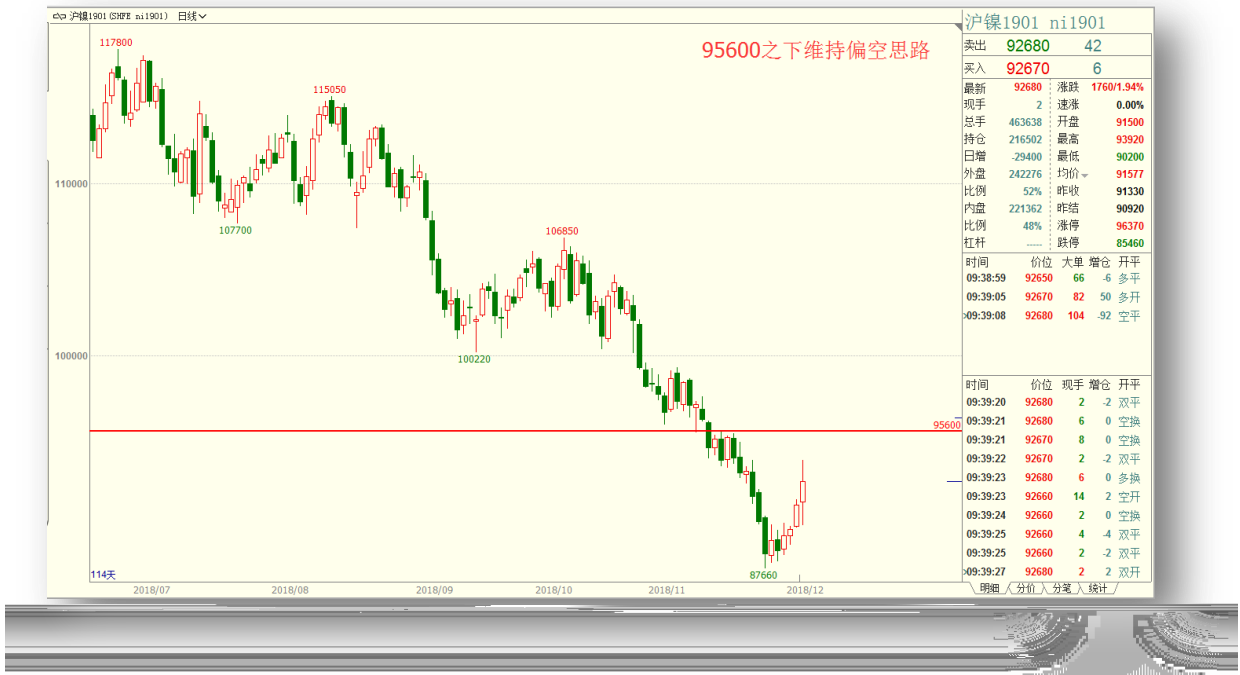 沪镍1901 (SHFE ni1901) 日线
95600之下维持偏空思路
117800
115050
110000
107700
106850
100220
100000
95600
87660
114天
2018/07 2018/08 2018/09 2018/10 2018/11 2018/12
沪镍1901 ni1901
卖出 92680 42
买入 92670 6
最新 92680 涨跌 1760/1.94%
现手 2 速涨 0.00%
总手 463638 开盘 91500
持仓 216502 最高 93920
日增 -29400 最低 90200
外盘 242276 均价 91577
比例 52% 昨收 91330
内盘 221362 昨结 90920
比例 48% 涨停 96370
杠杆 ---- 跌停 85460
时间 价位 大单 增仓 开平
09:38:59 92650 66 -6 多平
09:39:05 92670 82 50 多开
09:39:08 92680 104 -92 空平
时间 价位 现手 增仓 开平
09:39:20 92680 2 -2 双平
09:39:21 92680 6 0 空换
09:39:21 92670 8 0 空换
09:39:22 92670 2 -2 双平
09:39:23 92680 6 0 多换
09:39:23 92660 14 2 空开
09:39:24 92660 2 0 空换
09:39:25 92660 4 -4 双平
09:39:25 92660 2 -2 双平
09:39:27 92680 2 2 双开
明细 分价 分笔 统计